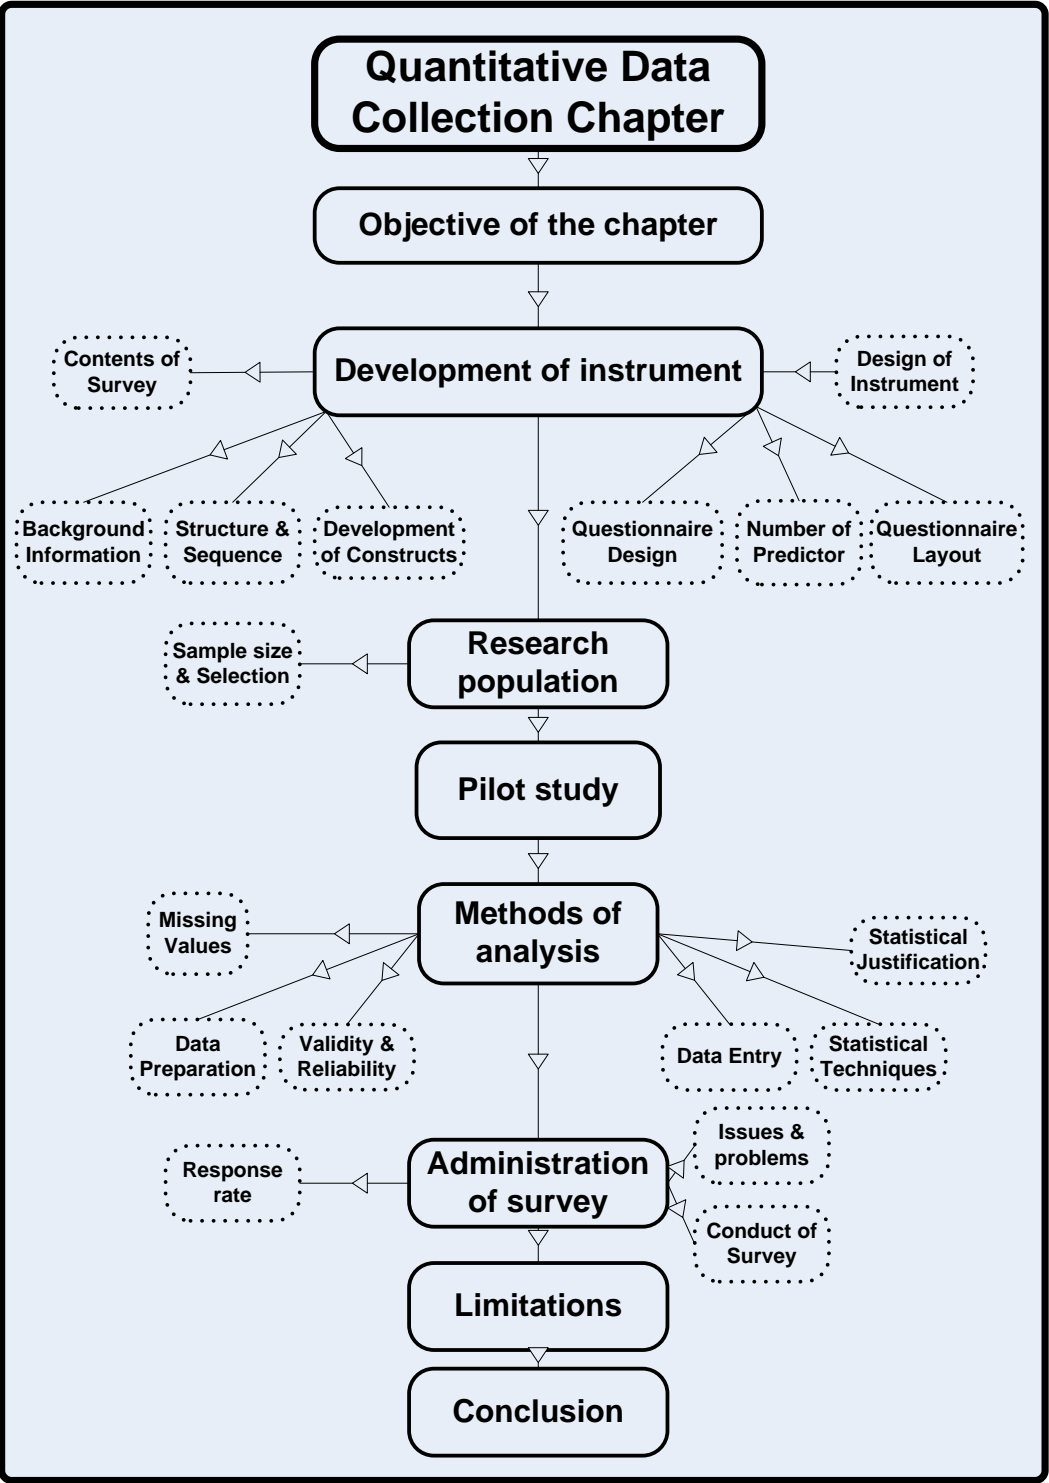 Quantitative Data
Collection Chapter
Objective of the chapter
Contents of
Survey
Development of instrument
Design of
Instrument
Background
Information
Structure &
Sequence
Development
of Constructs
Questionnaire
Design
Number of
Predictor
Questionnaire
Layout
Sample size
& Selection
Research
population
Pilot study
Missing
Values
Methods of
analysis
Statistical
Justification
Data
Preparation
Validity &
Reliability
Data Entry
Statistical
Techniques
Response
rate
Administration
of survey
Issues &
problems
Conduct of
Survey
Limitations
Conclusion